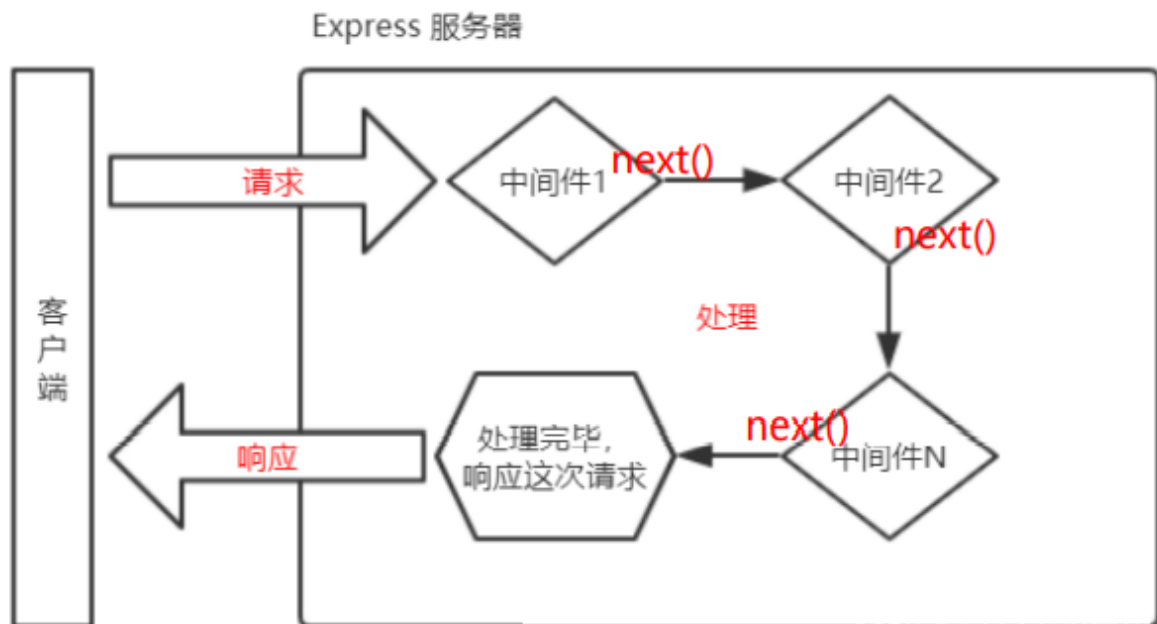 Express 服务器
客户端
请求
中间件1
next()
中间件2
next()
处理
next()
中间件N
处理完毕，
响应这次请求
响应